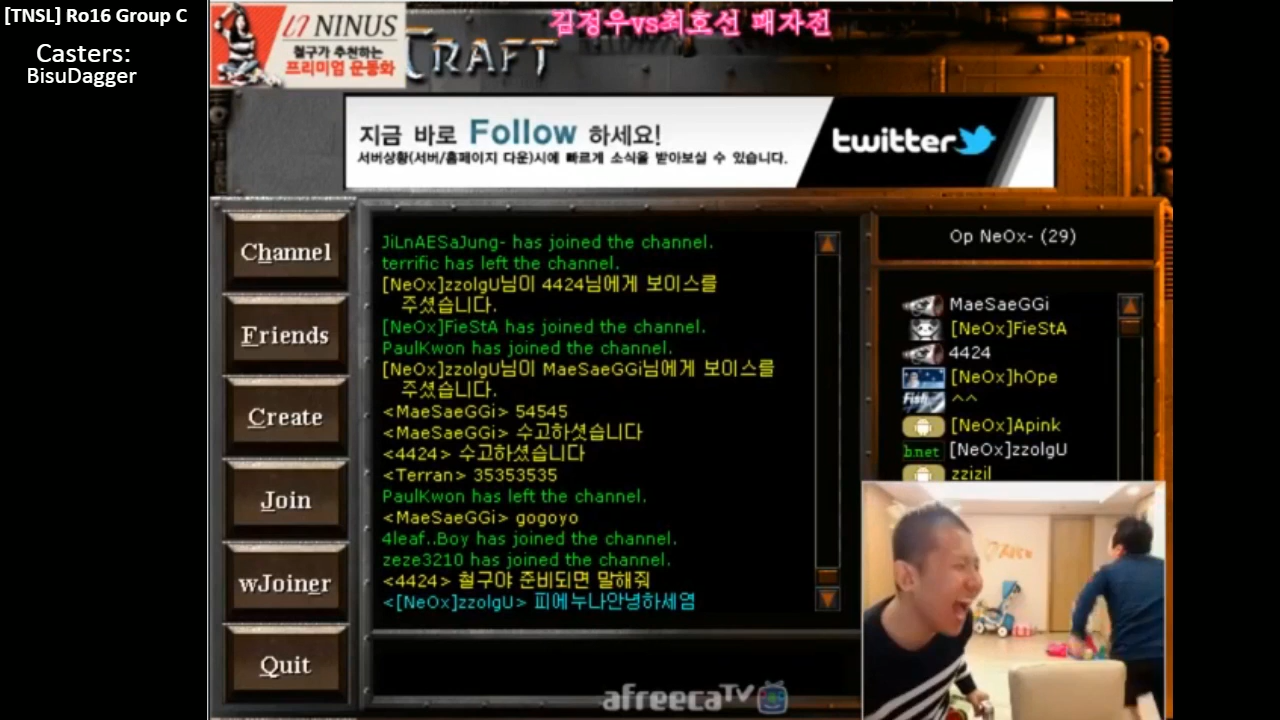 [TNSL] Ro16 Group C
Casters:
BisuDagger
NINUS
철구가 추천하는
프리미엄 운동화
CRAFT
김정우vs최호선 패자전
지금 바로 Follow 하세요!
서버상황(서버/홈페이지 다운)시에 빠르게 소식을 받아보실 수 있습니다.
twitter
Channel
Friends
Create
Join
wJoiner
Quit
JiLnAESaJung- has joined the channel.
terrific has left the channel.
[NeOx]zzolgU님이 4424님에게 보이스를
주셨습니다.
[NeOx]FieStA has joined the channel.
PaulKwon has joined the channel.
[NeOx]zzolgU님이 MaeSaeGGi님에게 보이스를
주셨습니다.
<MaeSaeGGi> 54545
<MaeSaeGGi> 수고하셧습니다
<4424> 수고하셨습니다
<Terran> 35353535
PaulKwon has left the channel.
<MaeSaeGGi> gogoyo
4leaf..Boy has joined the channel.
zeze3210 has joined the channel.
<4424> 철구야 준비되면 말해줘
<[NeOx]zzolgU> 피에누나안녕하세염
Op NeOx- (29)
MaeSaeGGi
[NeOx]FieStA
4424
[NeOx]hOpe
Fish ^^
[NeOx]Apink
b.net [NeOx]zzolgU
zzizil
afreecaTV